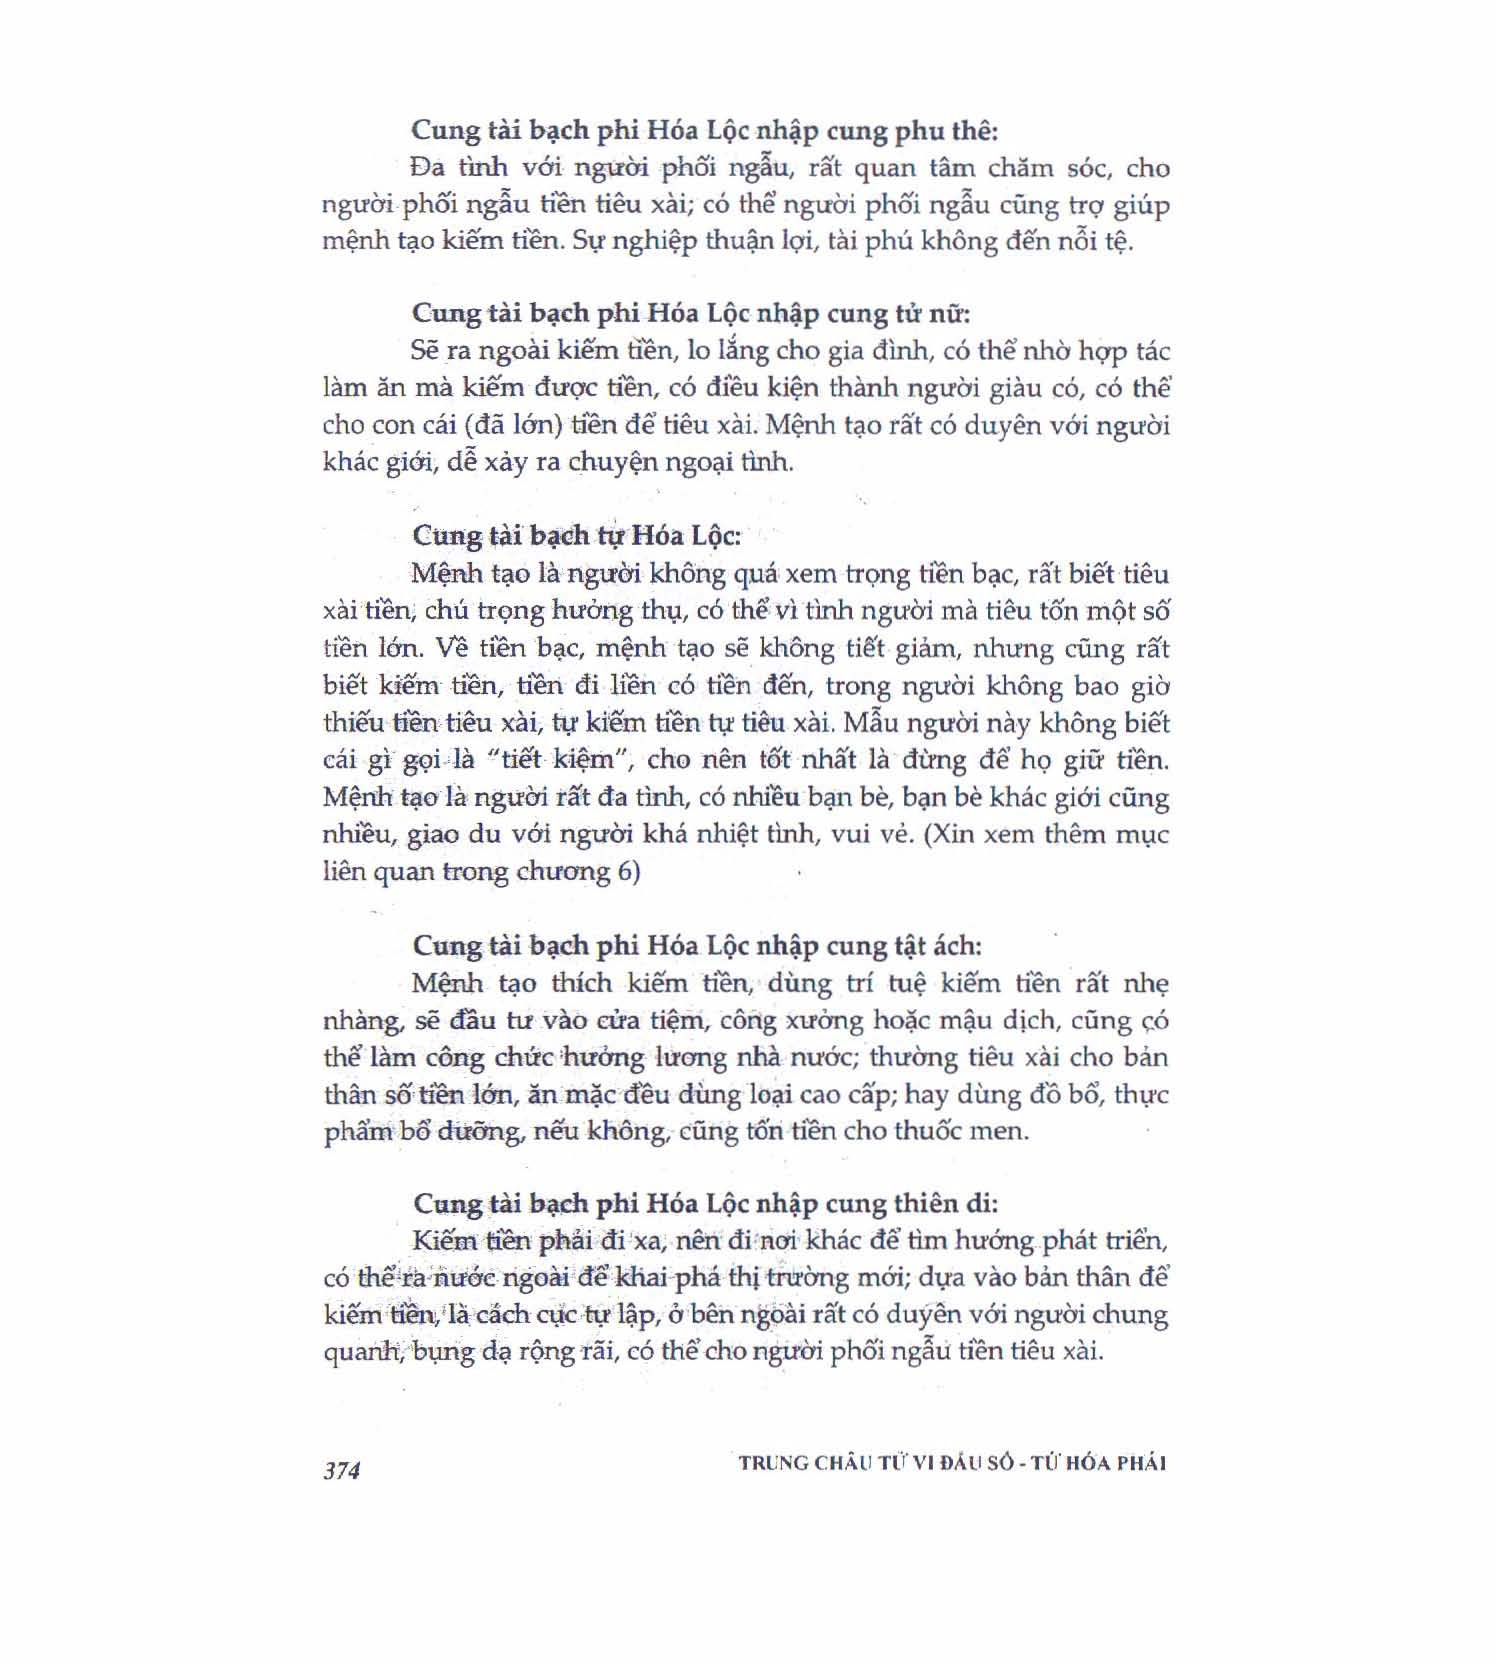 Cung tài bạch phi Hóa Lộc nhập cung phu thê:
Đa tình với người phối ngẫu, rất quan tâm chăm sóc, cho
người phối ngẫu tiền tiêu xài; có thể người phối ngẫu cũng trợ giúp
mệnh tạo kiếm tiền. Sự nghiệp thuận lợi, tài phú không đến nỗi tệ.
Cung tài bạch phi Hóa Lộc nhập cung tử nữ:
Sẽ ra ngoài kiếm tiền, lo lắng cho gia đình, có thể nhờ hợp tác
làm ăn mà kiếm được tiền, có điều kiện thành người giàu có, có thể
cho con cái (đã lớn) tiền để tiêu xài. Mệnh tạo rất có duyên với người
khác giới, dễ xảy ra chuyện ngoại tình.
Cung tài bạch tự Hóa Lộc:
Mệnh tạo là người không quá xem trọng tiền bạc, rất biết tiêu
xài tiền, chú trọng hưởng thụ, có thể vì tình người mà tiêu tốn một số
tiền lớn. Về tiền bạc, mệnh tạo sẽ không tiết giảm, nhưng cũng rất
biết kiếm tiền, tiền đi liền có tiền đến, trong người không bao giờ
thiếu tiền tiêu xài, tự kiếm tiền tự tiêu xài. Mẫu người này không biết
cái gì gọi là "tiết kiệm", cho nên tốt nhất là đừng để họ giữ tiền.
Mệnh tạo là người rất đa tình, có nhiều bạn bè, bạn bè khác giới cũng
nhiều, giao du với người khá nhiệt tình, vui vẻ. (Xin xem thêm mục
liên quan trong chương 6)
Cung tài bạch phi Hóa Lộc nhập cung tật ách:
Mệnh tạo thích kiếm tiền, dùng trí tuệ kiếm tiền rất nhẹ
nhàng, sẽ đầu tư vào cửa tiệm, công xưởng hoặc mậu dịch, cũng có
thể làm công chức hưởng lương nhà nước; thường tiêu xài cho bản
thân số tiền lớn, ăn mặc đều dùng loại cao cấp; hay dùng đồ bổ, thực
phẩm bổ dưỡng, nếu không, cũng tốn tiền cho thuốc men.
Cung tài bạch phi Hóa Lộc nhập cung thiên di:
Kiếm tiền phải đi xa, nên đi nơi khác để tìm hướng phát triển,
có thể ra nước ngoài để khai phá thị trường mới; dựa vào bản thân để
kiếm tiền, là cách cục tự lập, ở bên ngoài rất có duyên với người chung
quanh, bụng dạ rộng rãi, có thể cho người phối ngẫu tiền tiêu xài.
374
TRUNG CHÂU TỬ VI ĐẨU SỐ - TỨ HÓA PHÁI